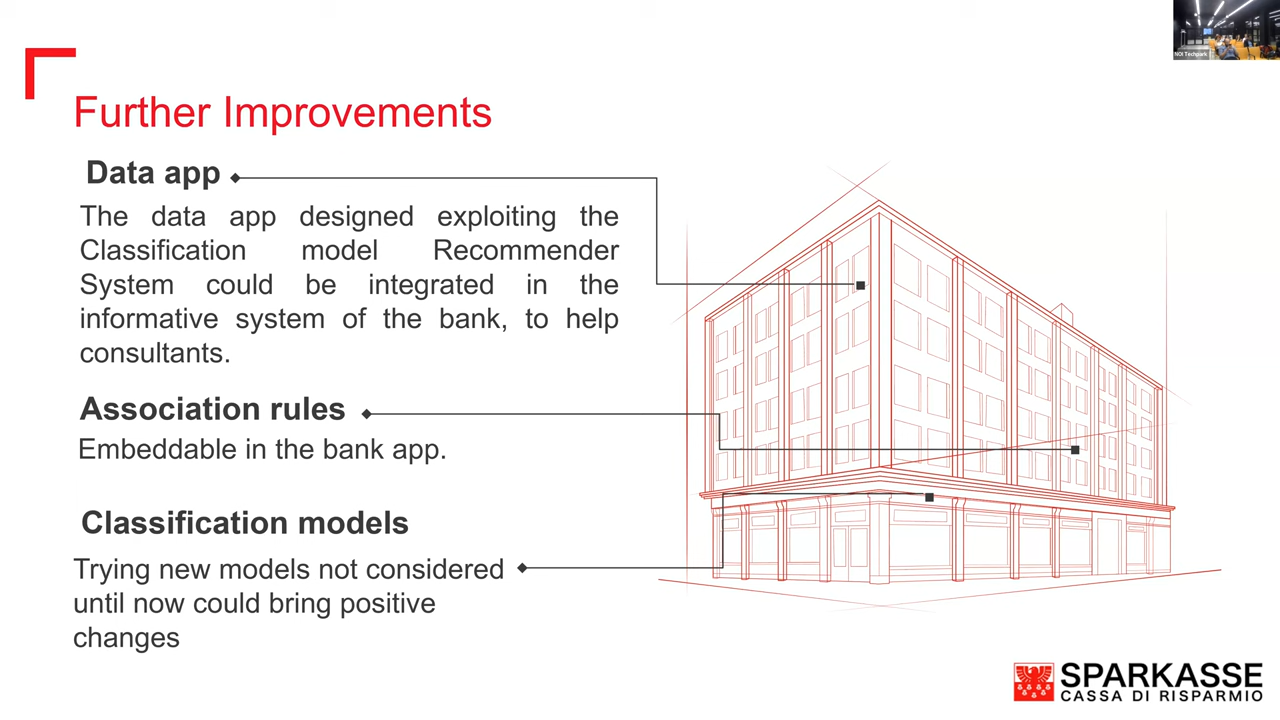 NOI Techpark
Further Improvements
Data app
The data app designed exploiting the
Classification model Recommender
System could be integrated in the
informative system of the bank, to help
consultants.
Association rules
Embeddable in the bank app.
Classification models
Trying new models not considered
until now could bring positive
changes
SPARKASSE
CASSA DI RISPARMIO